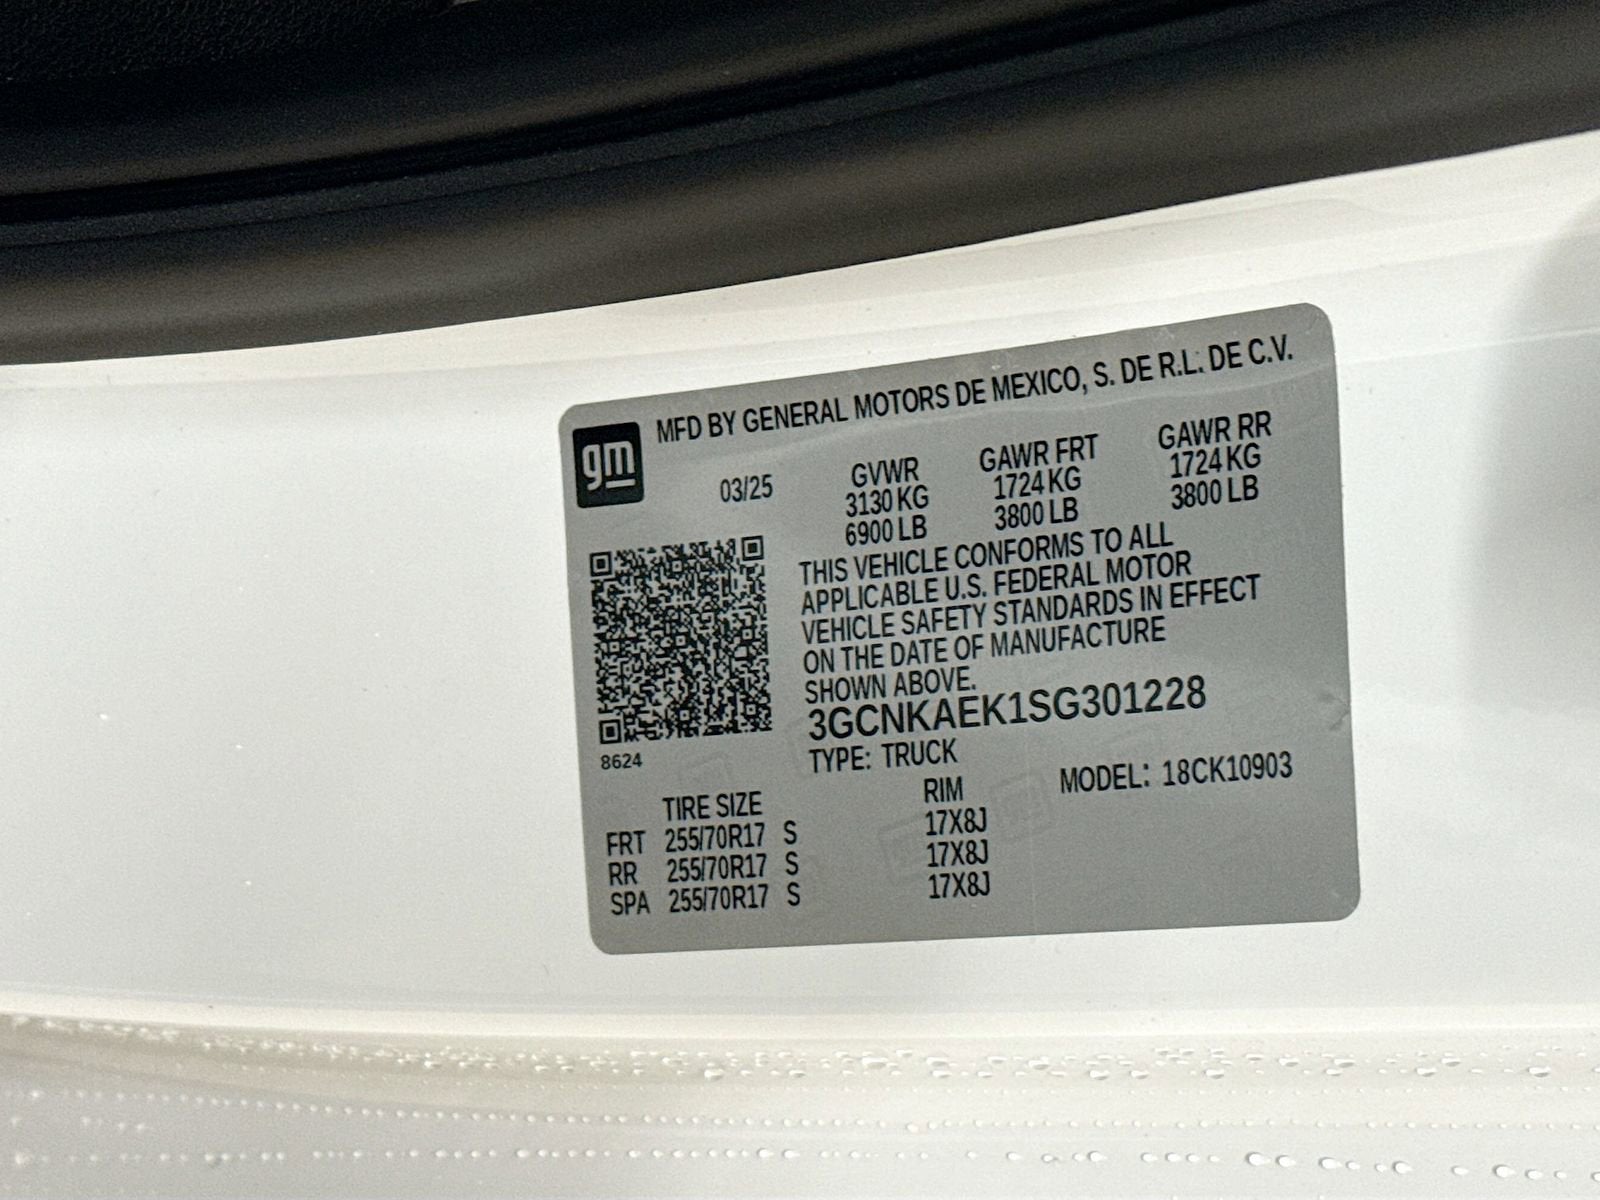 MFD BY GENERAL MOTORS DE MEXICO, S. DE R.L. DE C.V.
gm
03/25
GVWR GAWR FRT GAWR RR
3130 KG 1724 KG 1724 KG
6900 LB 3800 LB 3800 LB
THIS VEHICLE CONFORMS TO ALL
APPLICABLE U.S. FEDERAL MOTOR
VEHICLE SAFETY STANDARDS IN EFFECT
ON THE DATE OF MANUFACTURE
SHOWN ABOVE.
3GCNKAEK1SG301228
8624
TYPE: TRUCK MODEL: 18CK10903
TIRE SIZE RIM
FRT 255/70R17 S 17X8J
RR 255/70R17 S 17X8J
SPA 255/70R17 S 17X8J